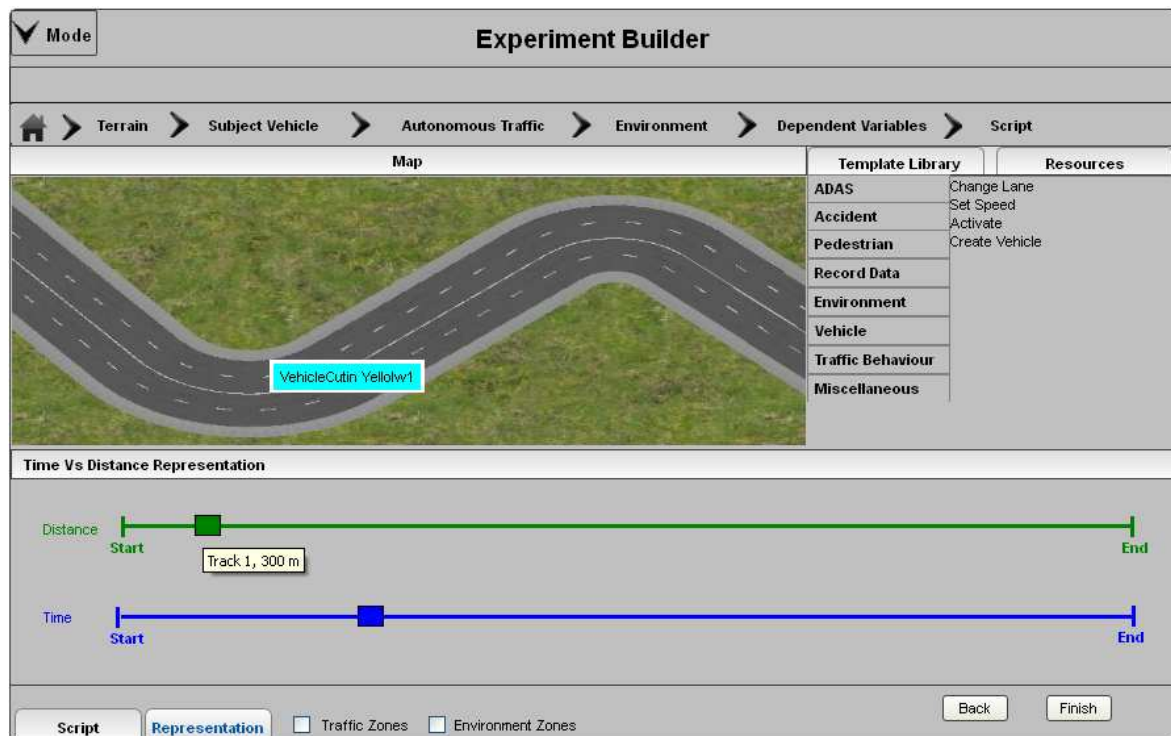 Mode
Experiment Builder
Terrain Subject Vehicle Autonomous Traffic Environment Dependent Variables Script
Map
Template Library Resources
ADAS
Accident
Pedestrian
Record Data
Environment
Vehicle
Traffic Behaviour
Miscellaneous
Change Lane
Set Speed
Activate
Create Vehicle
VehicleCutin Yellolw1
Time Vs Distance Representation
Distance
Start
End
Track 1, 300 m
Time
Start
End
Back Finish
Script Representation Traffic Zones Environment Zones